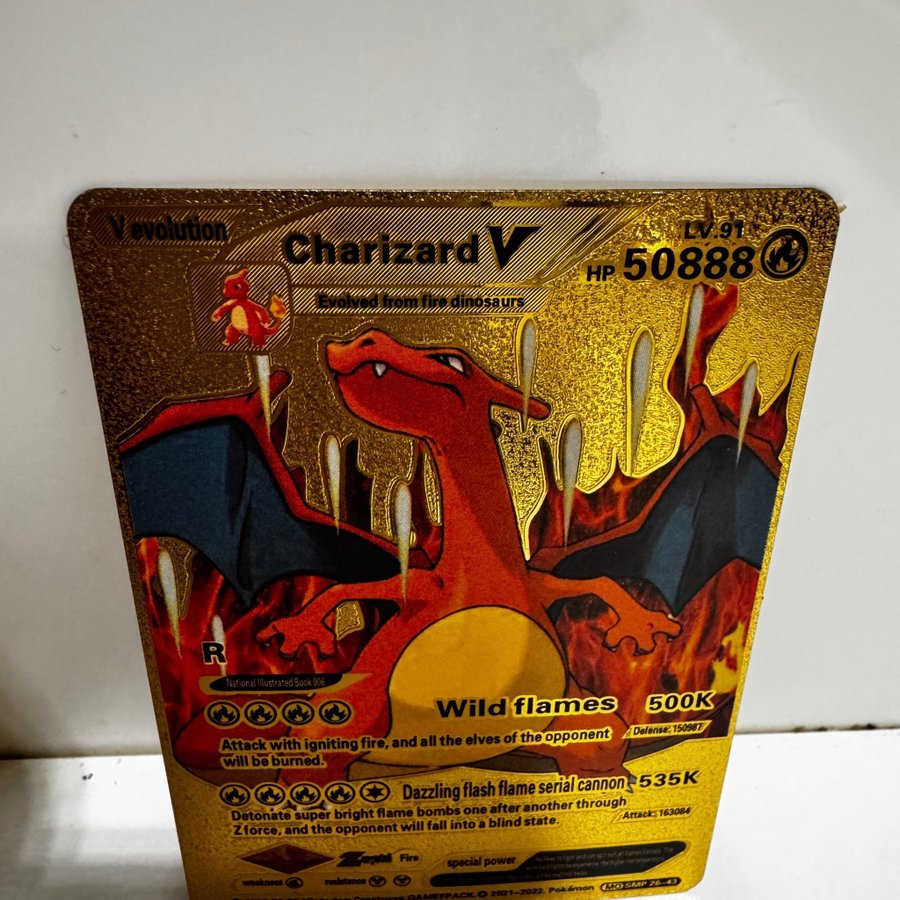 V evolution
Charizard V
LV.91
HP 50888
Evolved from fire dinosaurs
R
National Illustrated Book 006
Wild flames 500K
Defense: 150987
Attack with igniting fire, and all the elves of the opponent
will be burned.
Dazzling flash flame serial cannon 535K
Detonate super bright flame bombs one after another through
Z force, and the opponent will fall into a blind state.
Attack: 163084
Fire
special power
weakness
resistance
GAMEFPACK © 2021-2022. Pokémon
MO SMP 26-43